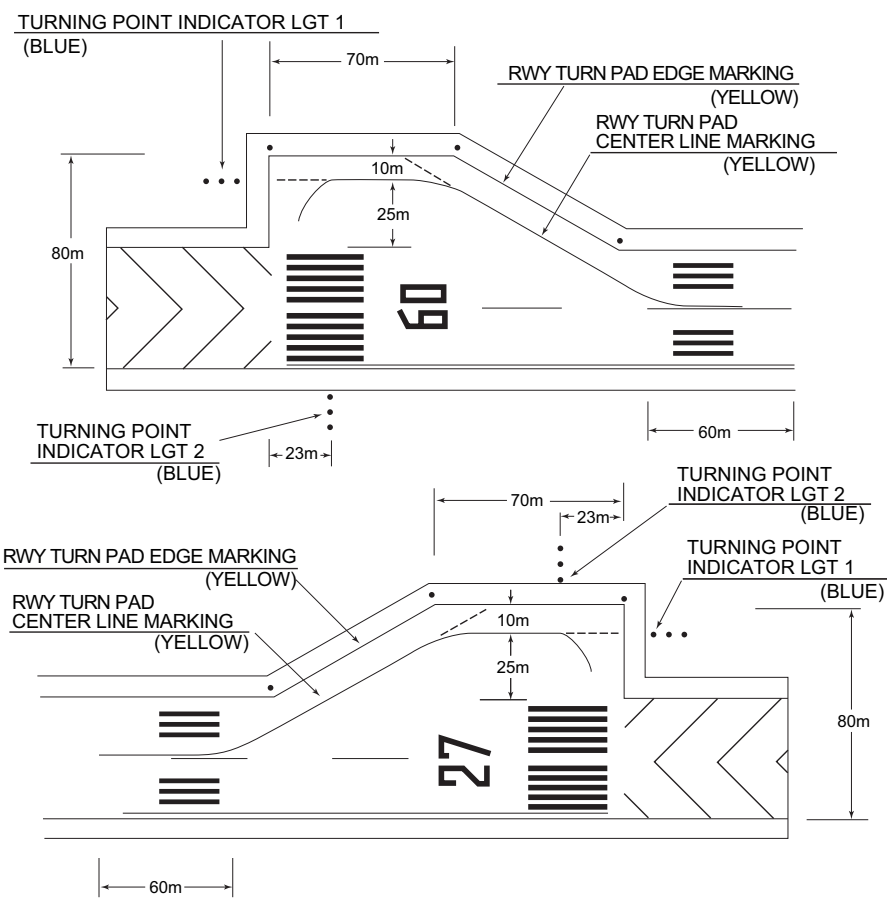 TURNING POINT INDICATOR LGT 1
(BLUE)
70m
RWY TURN PAD EDGE MARKING
(YELLOW)
RWY TURN PAD
CENTER LINE MARKING
(YELLOW)
10m
25m
80m
09
TURNING POINT
INDICATOR LGT 2
(BLUE)
23m
60m
TURNING POINT
INDICATOR LGT 2
(BLUE)
70m
23m
TURNING POINT
INDICATOR LGT 1
(BLUE)
RWY TURN PAD EDGE MARKING
(YELLOW)
RWY TURN PAD
CENTER LINE MARKING
(YELLOW)
10m
25m
80m
27
60m